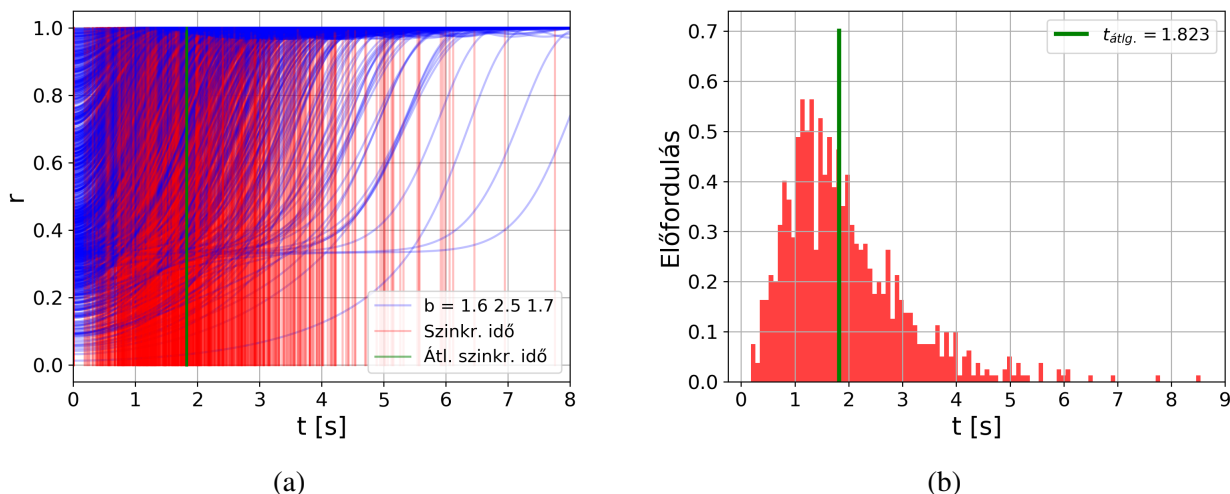 r
1.0
0.8
0.6
0.4
0.2
0.0
b = 1.6 2.5 1.7
Szinkr. idő
Átl. szinkr. idő
0 1 2 3 4 5 6 7 8
t [s]
(a)
Előfordulás
0.7
0.6
0.5
0.4
0.3
0.2
0.1
0.0
t_{átlg.} = 1.823
0 1 2 3 4 5 6 7 8 9
t [s]
(b)